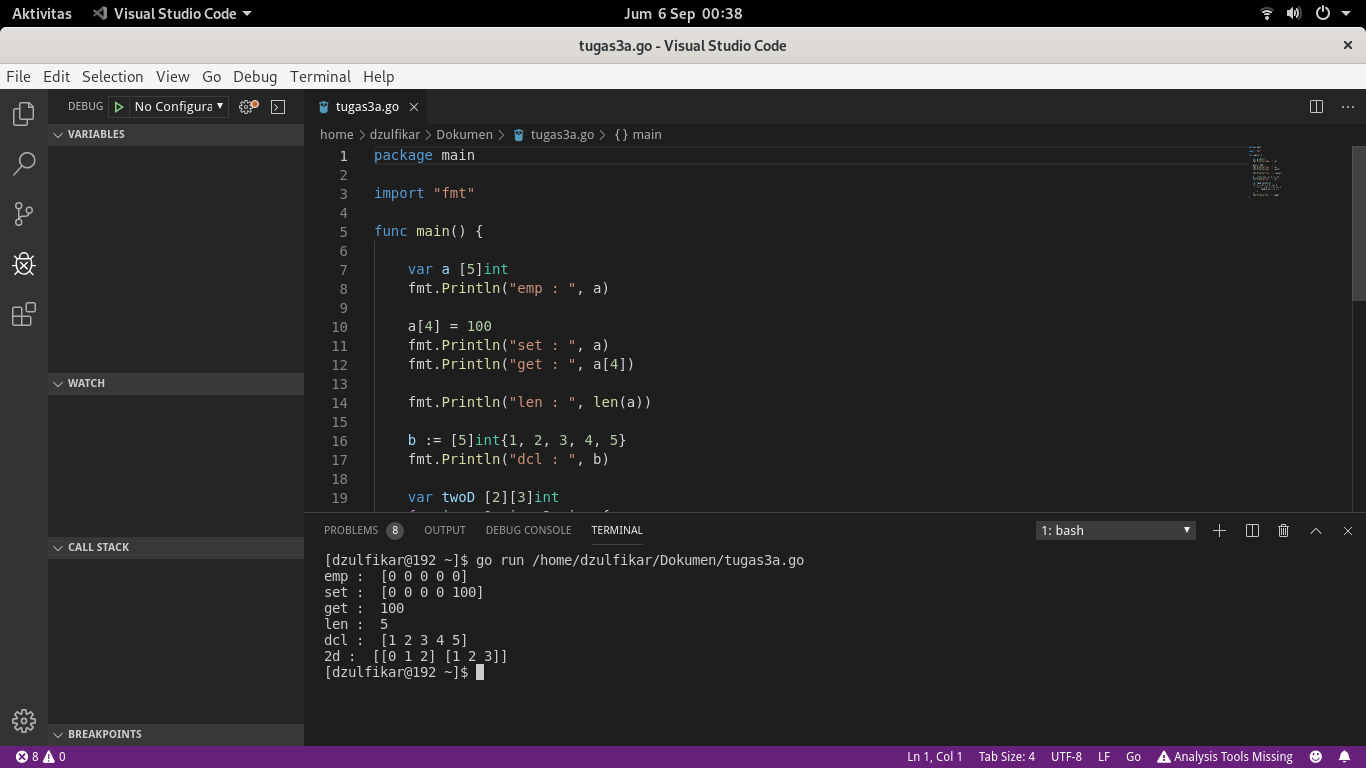 Aktivitas Visual Studio Code Jum 6 Sep 00:38
tugas3a.go - Visual Studio Code
File Edit Selection View Go Debug Terminal Help
DEBUG No Configura tugas3a.go
VARIABLES
home dzulfikar Dokumen tugas3a.go {} main
1 package main
2
3 import "fmt"
4
5 func main() {
6
7 var a [5]int
8 fmt.Println("emp : ", a)
9
10 a[4] = 100
11 fmt.Println("set : ", a)
12 fmt.Println("get : ", a[4])
13
14 fmt.Println("len : ", len(a))
15
16 b := [5]int{1, 2, 3, 4, 5}
17 fmt.Println("dcl : ", b)
18
19 var twoD [2][3]int
WATCH
CALL STACK
BREAKPOINTS
PROBLEMS 8 OUTPUT DEBUG CONSOLE TERMINAL 1: bash
[dzulfikar@192 ~]$ go run /home/dzulfikar/Dokumen/tugas3a.go
emp :  [0 0 0 0 0]
set :  [0 0 0 0 100]
get :  100
len :  5
dcl :  [1 2 3 4 5]
2d :  [[0 1 2] [1 2 3]]
[dzulfikar@192 ~]$
8 0 Ln 1, Col 1 Tab Size: 4 UTF-8 LF Go Analysis Tools Missing